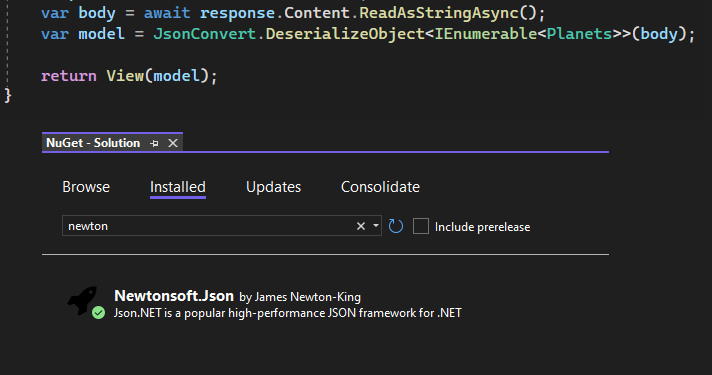 var body = await response.Content.ReadAsStringAsync();
var model = JsonConvert.DeserializeObject<IEnumerable<Planets>>(body);
return View(model);
}
NuGet - Solution
Browse Installed Updates Consolidate
newton Include prerelease
Newtonsoft.Json by James Newton-King
Json.NET is a popular high-performance JSON framework for .NET